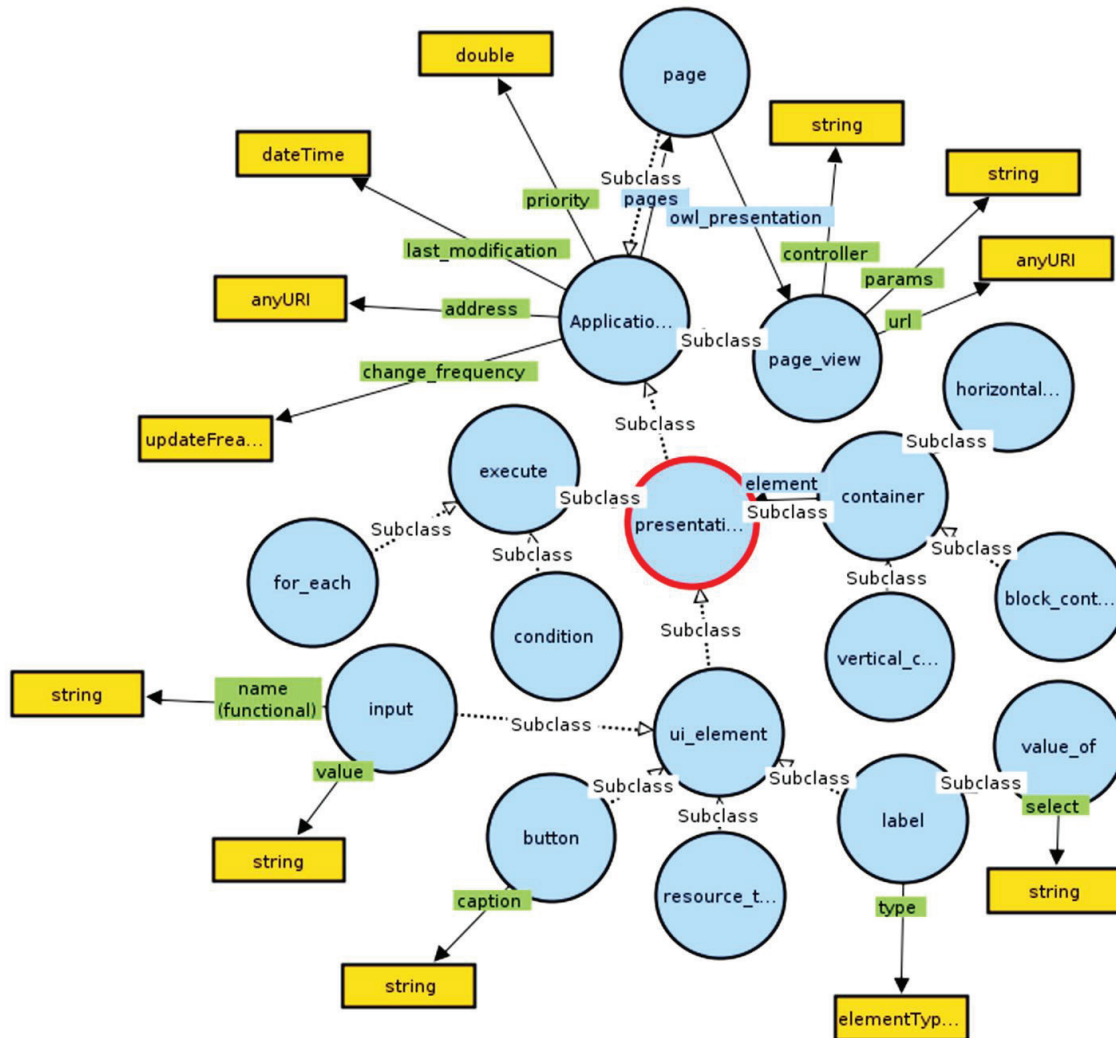 double
page
string
dateTime
string
Subclass
priority
pages
owl_presentation
last_modification
controller
anyURI
params
anyURI
address
url
Applicatio...
Subclass
page_view
change_frequency
horizontal...
Subclass
updateFrea...
Subclass
execute
element
container
Subclass
Subclass
presentati...
Subclass
Subclass
Subclass
Subclass
for_each
block_cont...
condition
Subclass
vertical_c...
name
(functional)
string
input
Subclass
ui_element
value_of
value
Subclass
Subclass
Subclass
select
Subclass
label
button
string
string
resource_t...
caption
type
string
elementTyp...